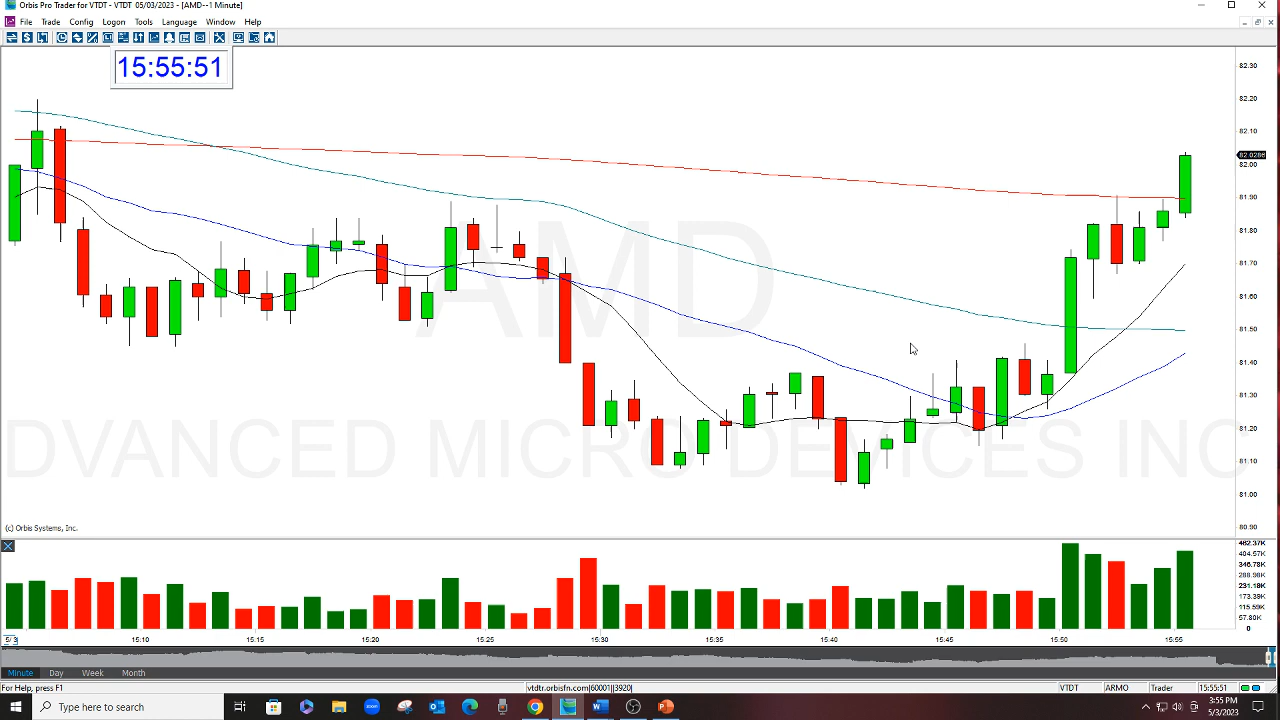 Orbis Pro Trader for VTDT - VTDT 05/03/2023 - [AMD--1 Minute]
File Trade Config Logon Tools Language Window Help
15:55:51
82.30
82.20
82.10
82.0286
82.00
81.90
81.80
81.70
81.60
81.50
81.40
81.30
81.20
81.10
81.00
80.90
AMD
DVANCED MICRO DEVICES INC
(c) Orbis Systems, Inc.
462.37K
404.57K
346.78K
288.98K
231.18K
173.39K
115.59K
57.80K
0
5/3 15:10 15:15 15:20 15:25 15:30 15:35 15:40 15:45 15:50 15:55
Minute Day Week Month
For Help, press F1 vtdtr.orbisfn.com|60001||3920| VTDT ARMO Trader 15:55:51
Type here to search
zoom
3:55 PM
5/3/2023